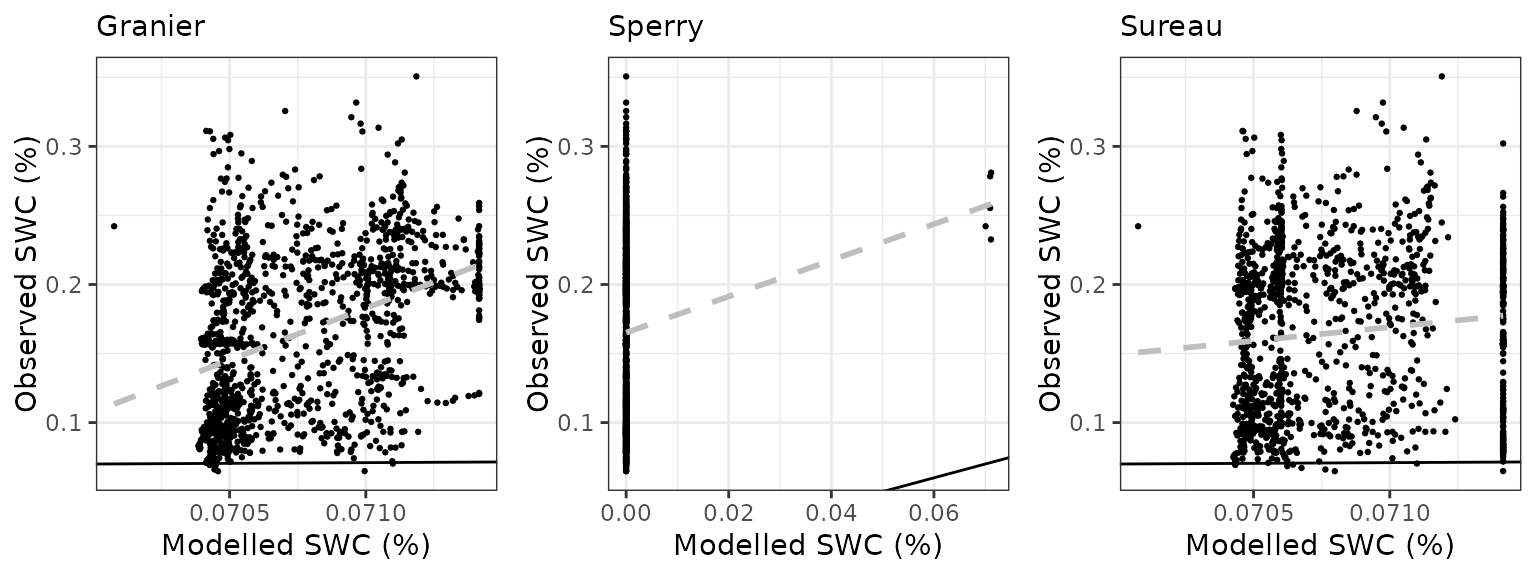 Granier
Observed SWC (%)
0.3
0.2
0.1
0.0705
0.0710
Modelled SWC (%)
Sperry
Observed SWC (%)
0.3
0.2
0.1
0.00
0.02
0.04
0.06
Modelled SWC (%)
Sureau
Observed SWC (%)
0.3
0.2
0.1
0.0705
0.0710
Modelled SWC (%)